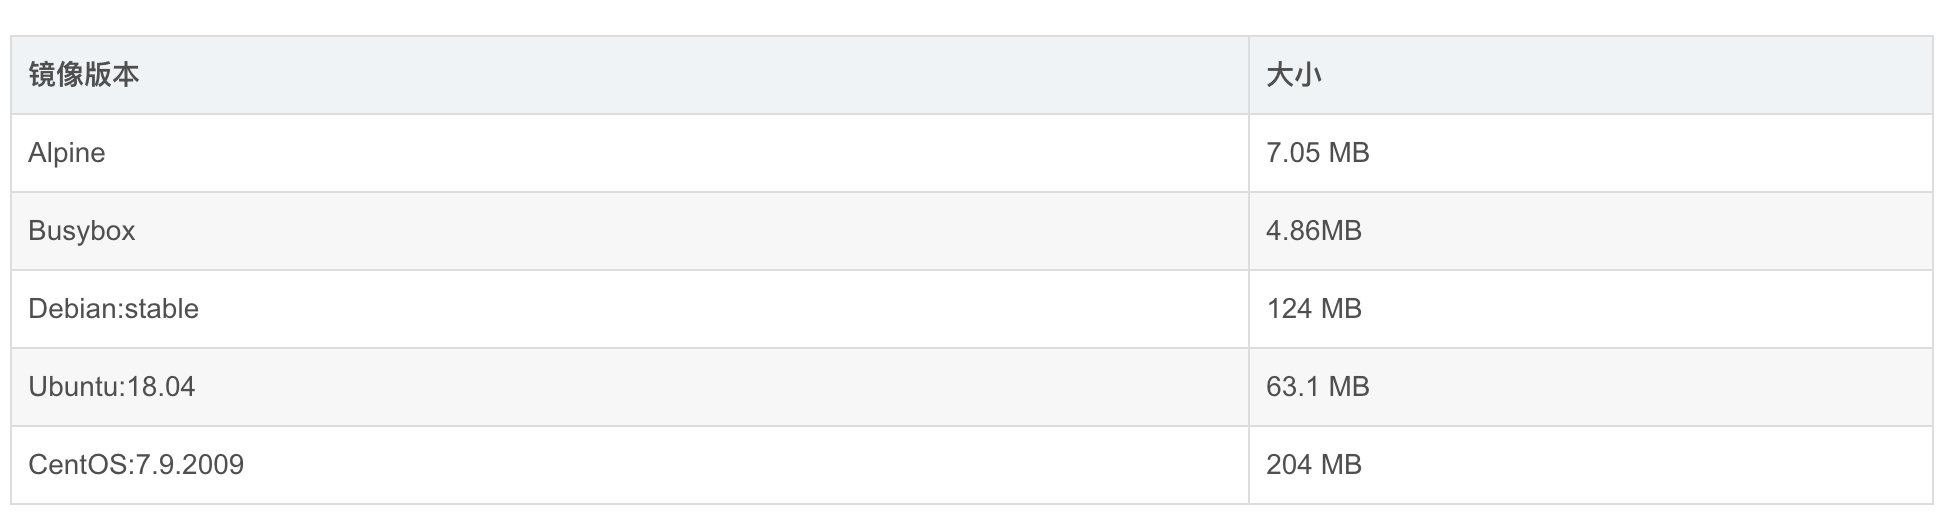 镜像版本 大小
Alpine 7.05 MB
Busybox 4.86MB
Debian:stable 124 MB
Ubuntu:18.04 63.1 MB
CentOS:7.9.2009 204 MB